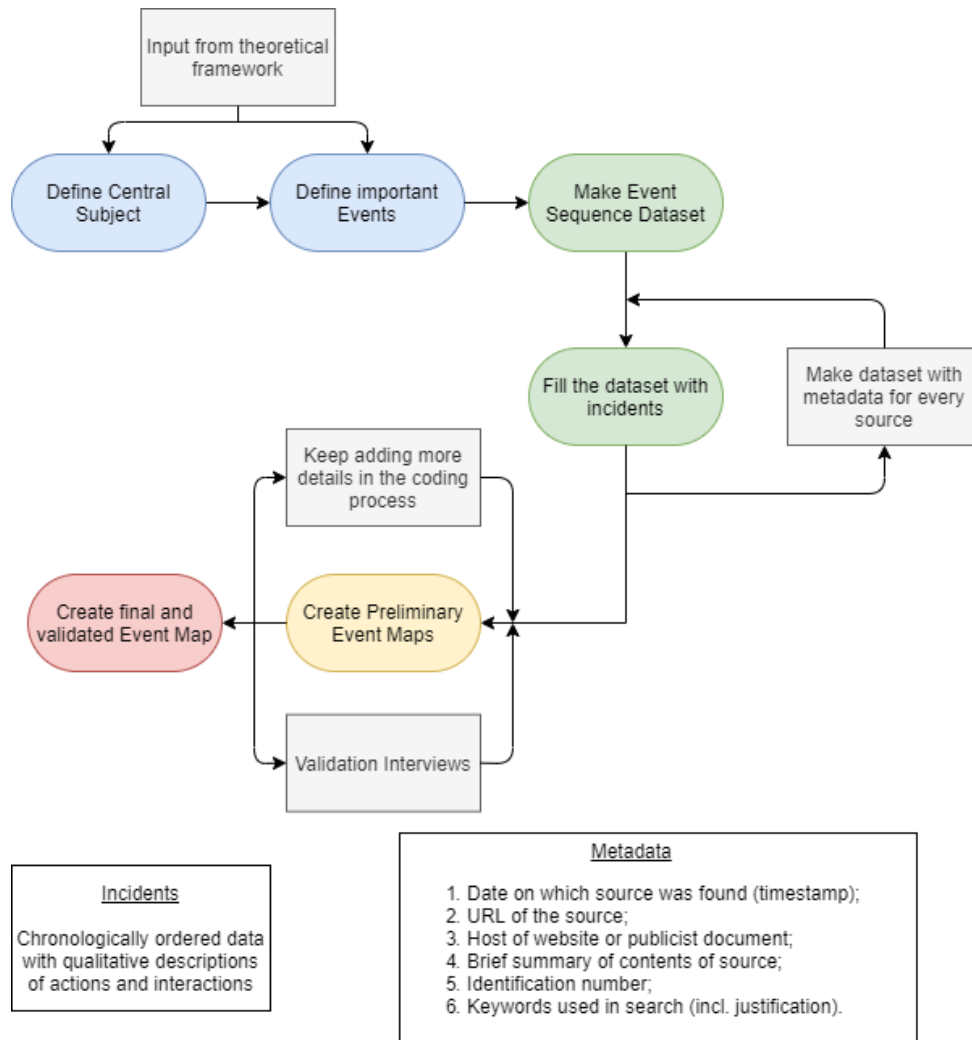 Input from theoretical
framework
Define Central
Subject
Define important
Events
Make Event
Sequence Dataset
Fill the dataset with
incidents
Make dataset with
metadata for every
source
Keep adding more
details in the coding
process
Create final and
validated Event Map
Create Preliminary
Event Maps
Validation Interviews
Incidents
Chronologically ordered data
with qualitative descriptions
of actions and interactions
Metadata
1. Date on which source was found (timestamp);
2. URL of the source;
3. Host of website or publicist document;
4. Brief summary of contents of source;
5. Identification number;
6. Keywords used in search (incl. justification).